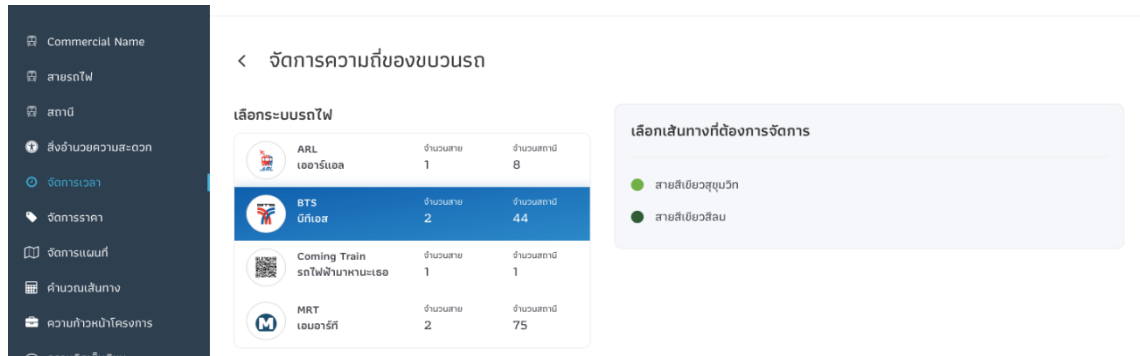 Commercial Name
สายรถไฟ
สถานี
สิ่งอำนวยความสะดวก
จัดการเวลา
จัดการราคา
จัดการแผนที่
คำนวณเส้นทาง
ความก้าวหน้าโครงการ
จัดการความถี่ของขบวนรถ
เลือกระบบรถไฟ
ARL จำนวนสาย จำนวนสถานี
เออาร์แอล 1 8
BTS จำนวนสาย จำนวนสถานี
บีทีเอส 2 44
Coming Train จำนวนสาย จำนวนสถานี
รถไฟฟ้ามาหานะเธอ 1 1
MRT จำนวนสาย จำนวนสถานี
เอมอาร์ที 2 75
เลือกเส้นทางที่ต้องการจัดการ
สายสีเขียวสุขุมวิท
สายสีเขียวสีลม